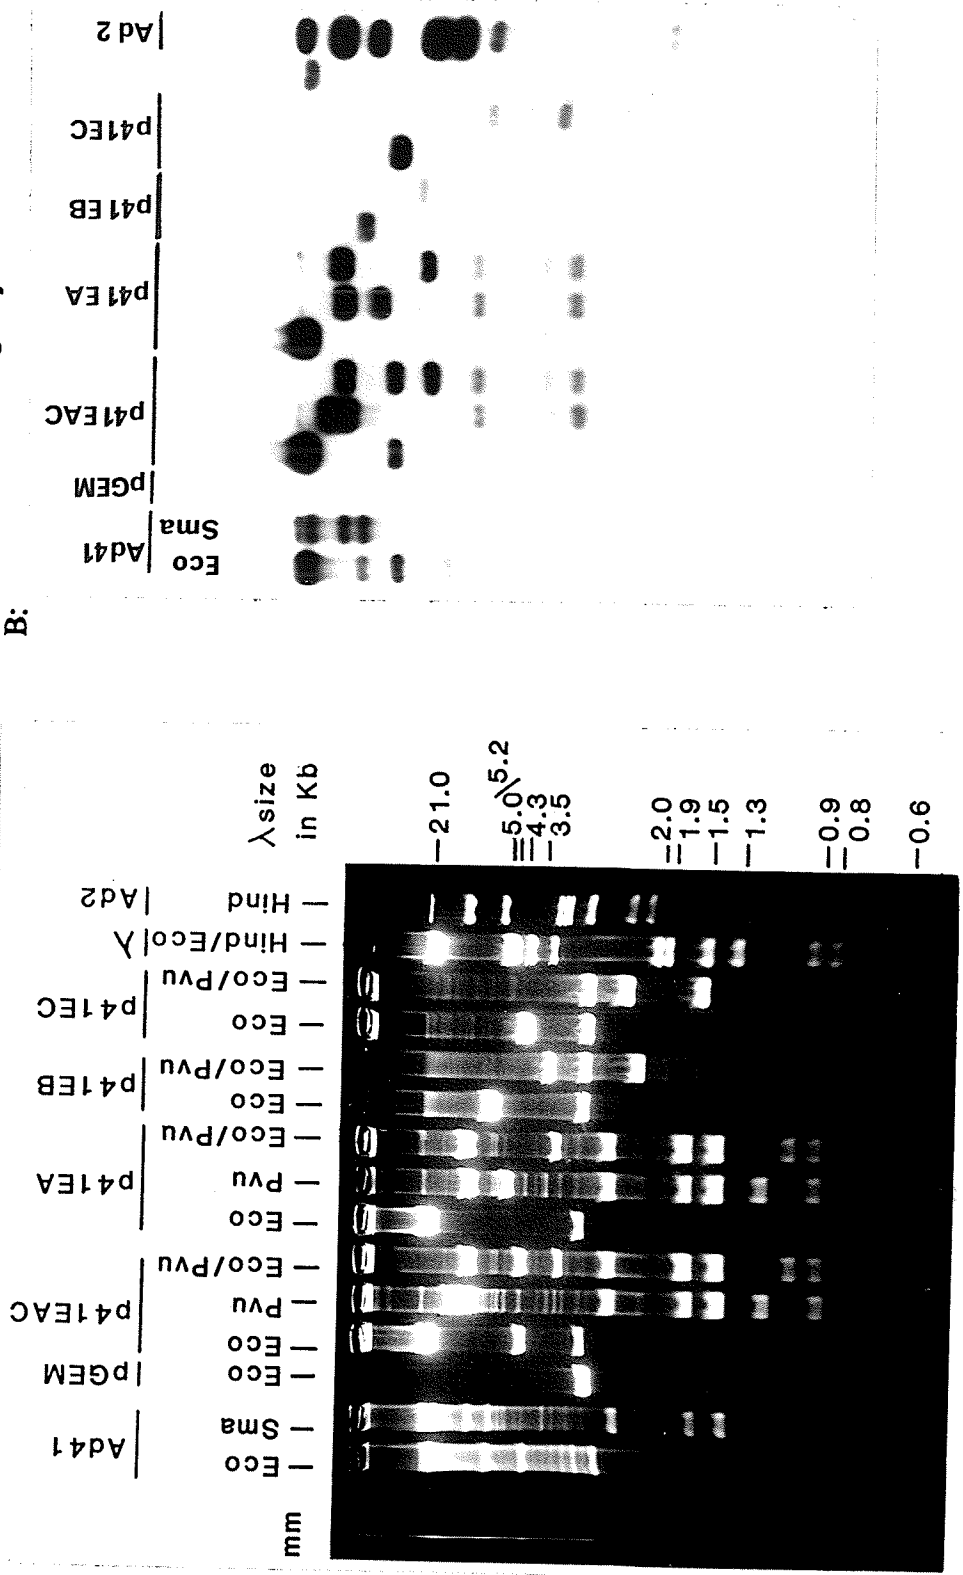 B:
Ad41
pGEM
p41EAC
p41EA
p41EB
p41EC
Ad 2
Eco
Sma
Ad41
pGEM
p41EAC
p41EA
p41EB
p41EC
λ
Ad2
mm
Eco
Sma
Eco
Eco
Pvu
Eco/Pvu
Eco
Pvu
Eco/Pvu
Eco
Eco/Pvu
Eco
Eco/Pvu
Hind/Eco
Hind
λsize
in Kb
21.0
5.0/5.2
4.3
3.5
2.0
1.9
1.5
1.3
0.9
0.8
0.6